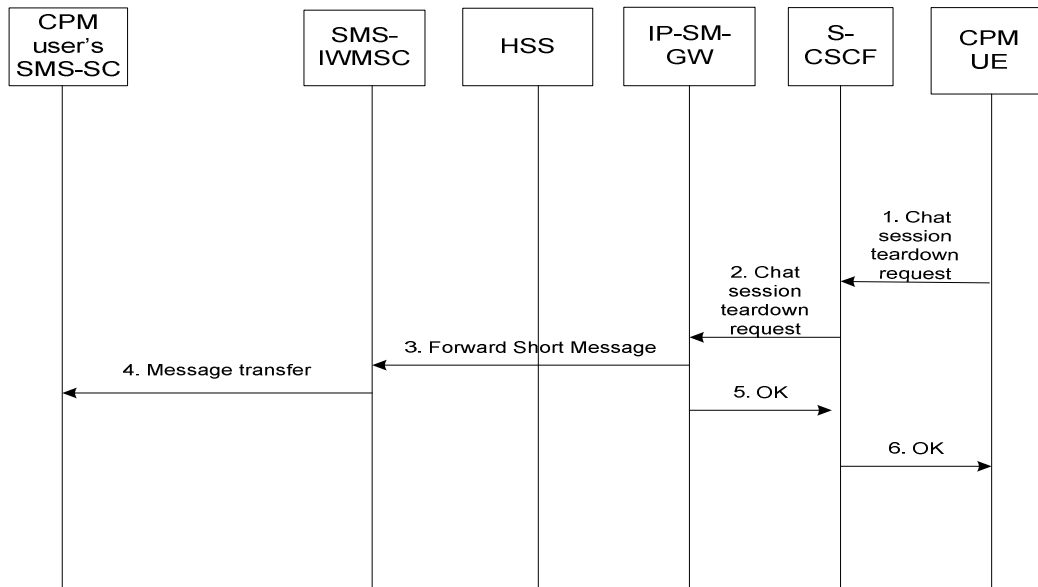 CPM
user's
SMS-SC
SMS-
IWMSC
HSS
IP-SM-
GW
S-
CSCF
CPM
UE
1. Chat
session
teardown
request
2. Chat
session
teardown
request
3. Forward Short Message
4. Message transfer
5. OK
6. OK